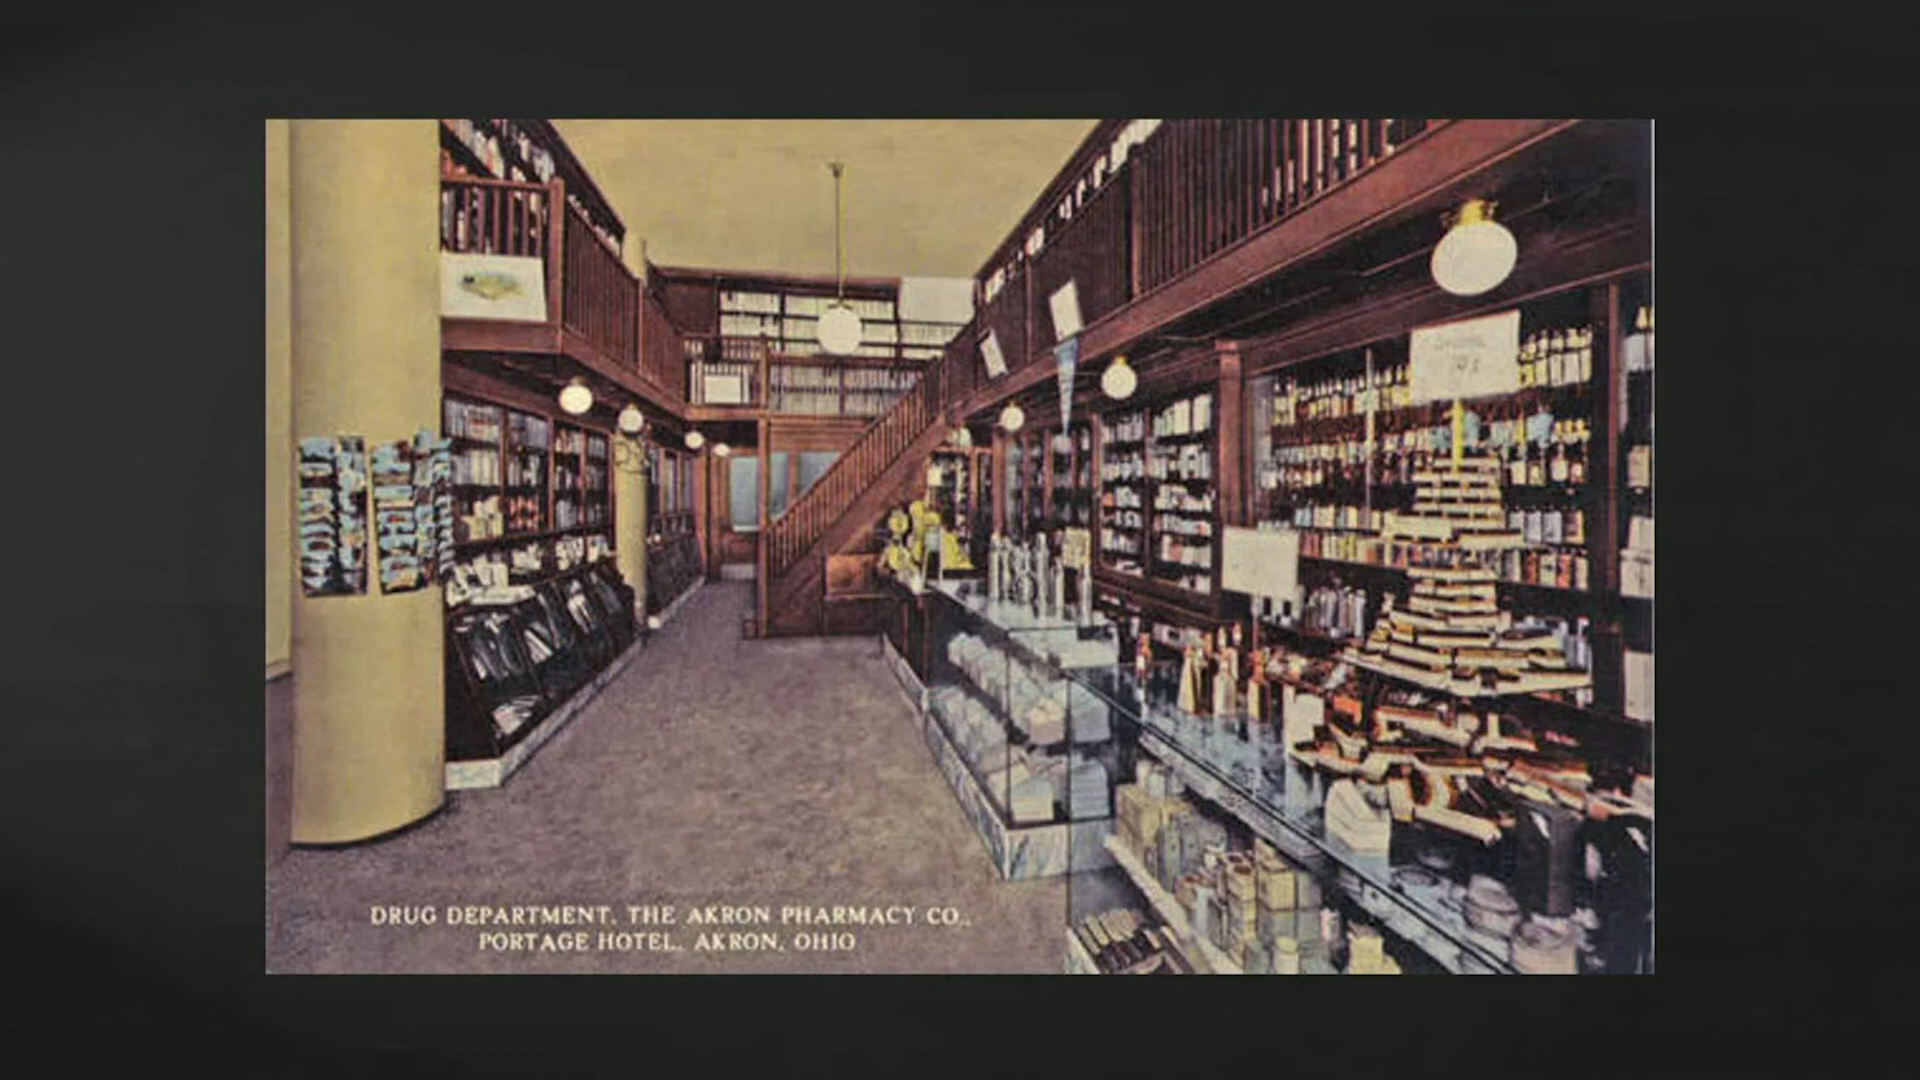 DRUG DEPARTMENT, THE AKRON PHARMACY CO.,
PORTAGE HOTEL, AKRON, OHIO